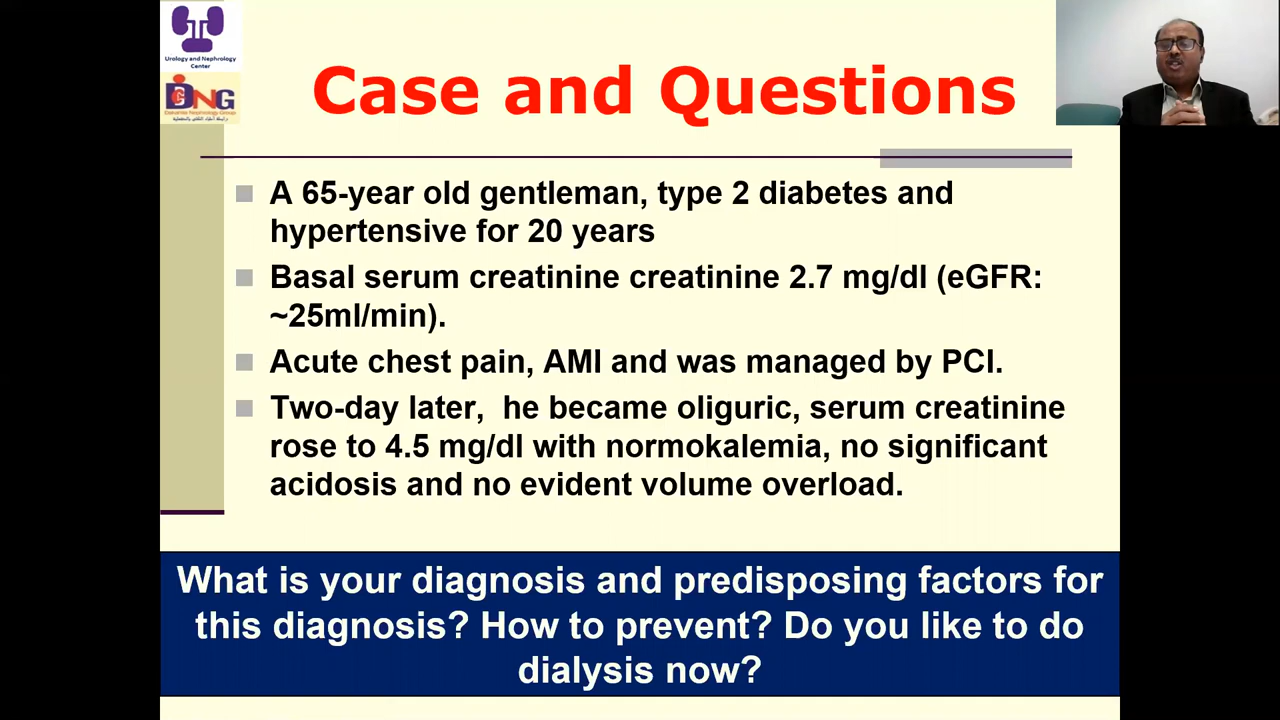 Urology and Nephrology
Center
DNG
Dakahlia Nephrology Group
Case and Questions
A 65-year old gentleman, type 2 diabetes and
hypertensive for 20 years
Basal serum creatinine creatinine 2.7 mg/dl (eGFR:
~25ml/min).
Acute chest pain, AMI and was managed by PCI.
Two-day later, he became oliguric, serum creatinine
rose to 4.5 mg/dl with normokalemia, no significant
acidosis and no evident volume overload.
What is your diagnosis and predisposing factors for
this diagnosis? How to prevent? Do you like to do
dialysis now?